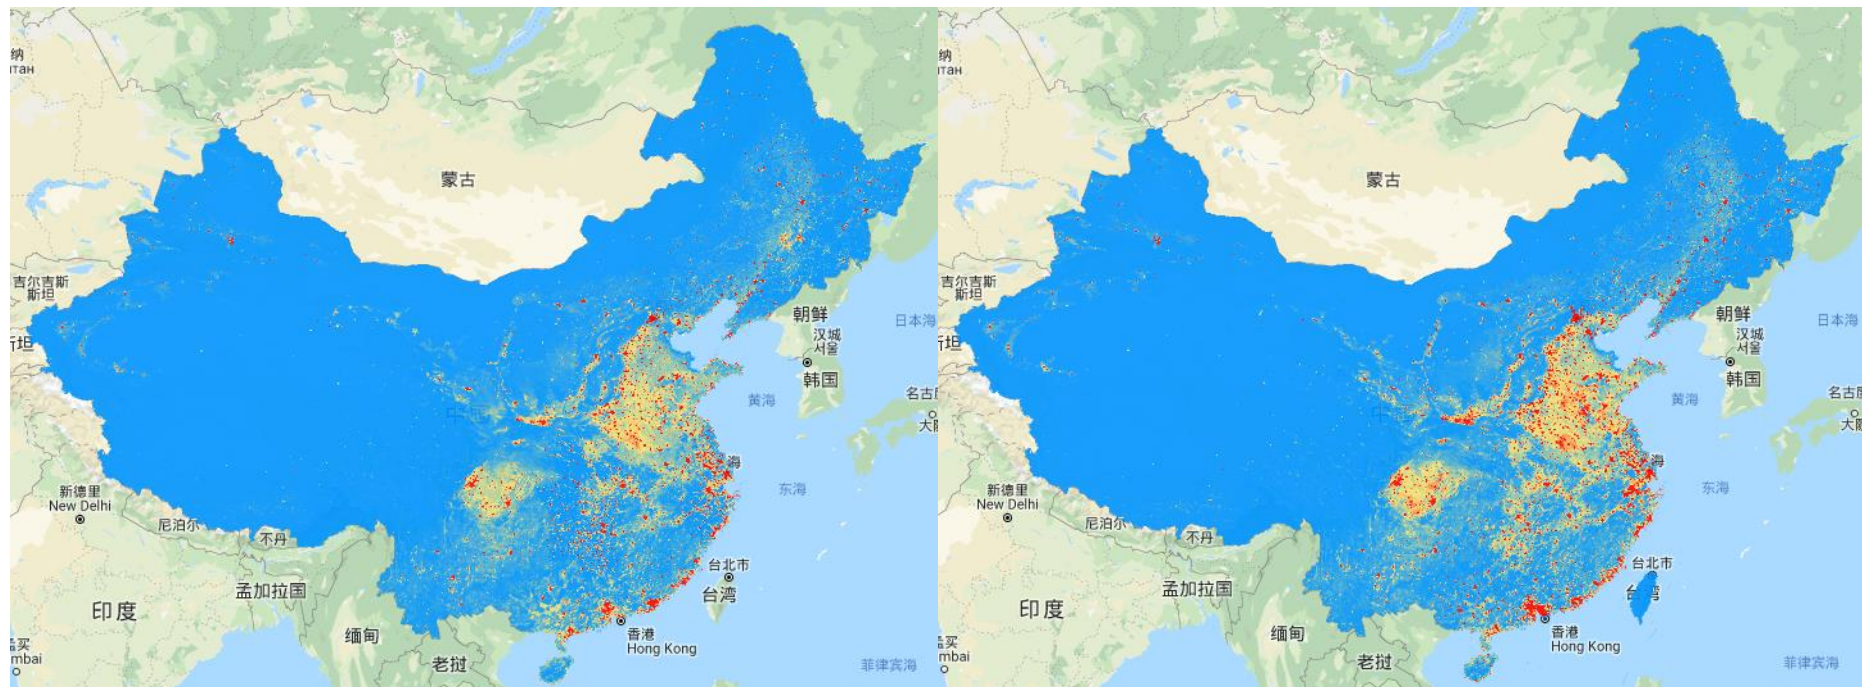 纳
тан
蒙古
吉尔吉斯
斯坦
斯坦
朝鲜
日本海
汉城
서울
韩国
名古
黄海
大阪
海
新德里
New Delhi
东海
尼泊尔
不丹
台北市
孟加拉国
台湾
印度
香港
Hong Kong
缅甸
孟买
mbai
老挝
菲律宾海
纳
тан
蒙古
吉尔吉斯
斯坦
斯坦
朝鲜
日本海
汉城
서울
韩国
名古
黄海
大阪
海
新德里
New Delhi
东海
尼泊尔
不丹
台北市
孟加拉国
台湾
印度
香港
Hong Kong
缅甸
孟买
mbai
老挝
菲律宾海